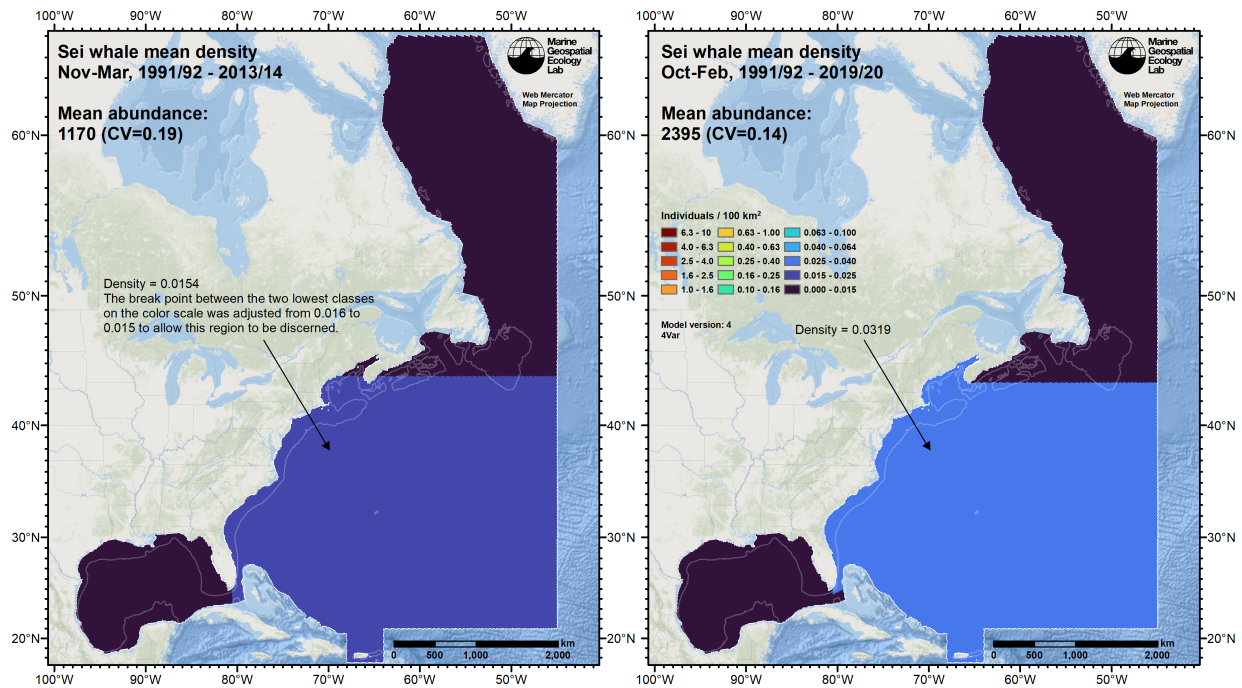 100°W 90°W 80°W 70°W 60°W 50°W
Sei whale mean density
Nov-Mar, 1991/92 - 2013/14
Mean abundance:
1170 (CV=0.19)
Marine
Geospatial
Ecology
Lab
Web Mercator
Map Projection
60°N
50°N
40°N
30°N
20°N
Density = 0.0154
The break point between the two lowest classes
on the color scale was adjusted from 0.016 to
0.015 to allow this region to be discerned.
km
0 500 1,000 2,000
100°W 90°W 80°W 70°W 60°W 50°W
100°W 90°W 80°W 70°W 60°W 50°W
Sei whale mean density
Oct-Feb, 1991/92 - 2019/20
Mean abundance:
2395 (CV=0.14)
Marine
Geospatial
Ecology
Lab
Web Mercator
Map Projection
Individuals / 100 km²
6.3 - 10 0.63 - 1.00 0.063 - 0.100
4.0 - 6.3 0.40 - 0.63 0.040 - 0.064
2.5 - 4.0 0.25 - 0.40 0.025 - 0.040
1.6 - 2.5 0.16 - 0.25 0.015 - 0.025
1.0 - 1.6 0.10 - 0.16 0.000 - 0.015
Model version: 4
4Var
Density = 0.0319
60°N
50°N
40°N
30°N
20°N
km
0 500 1,000 2,000
100°W 90°W 80°W 70°W 60°W 50°W